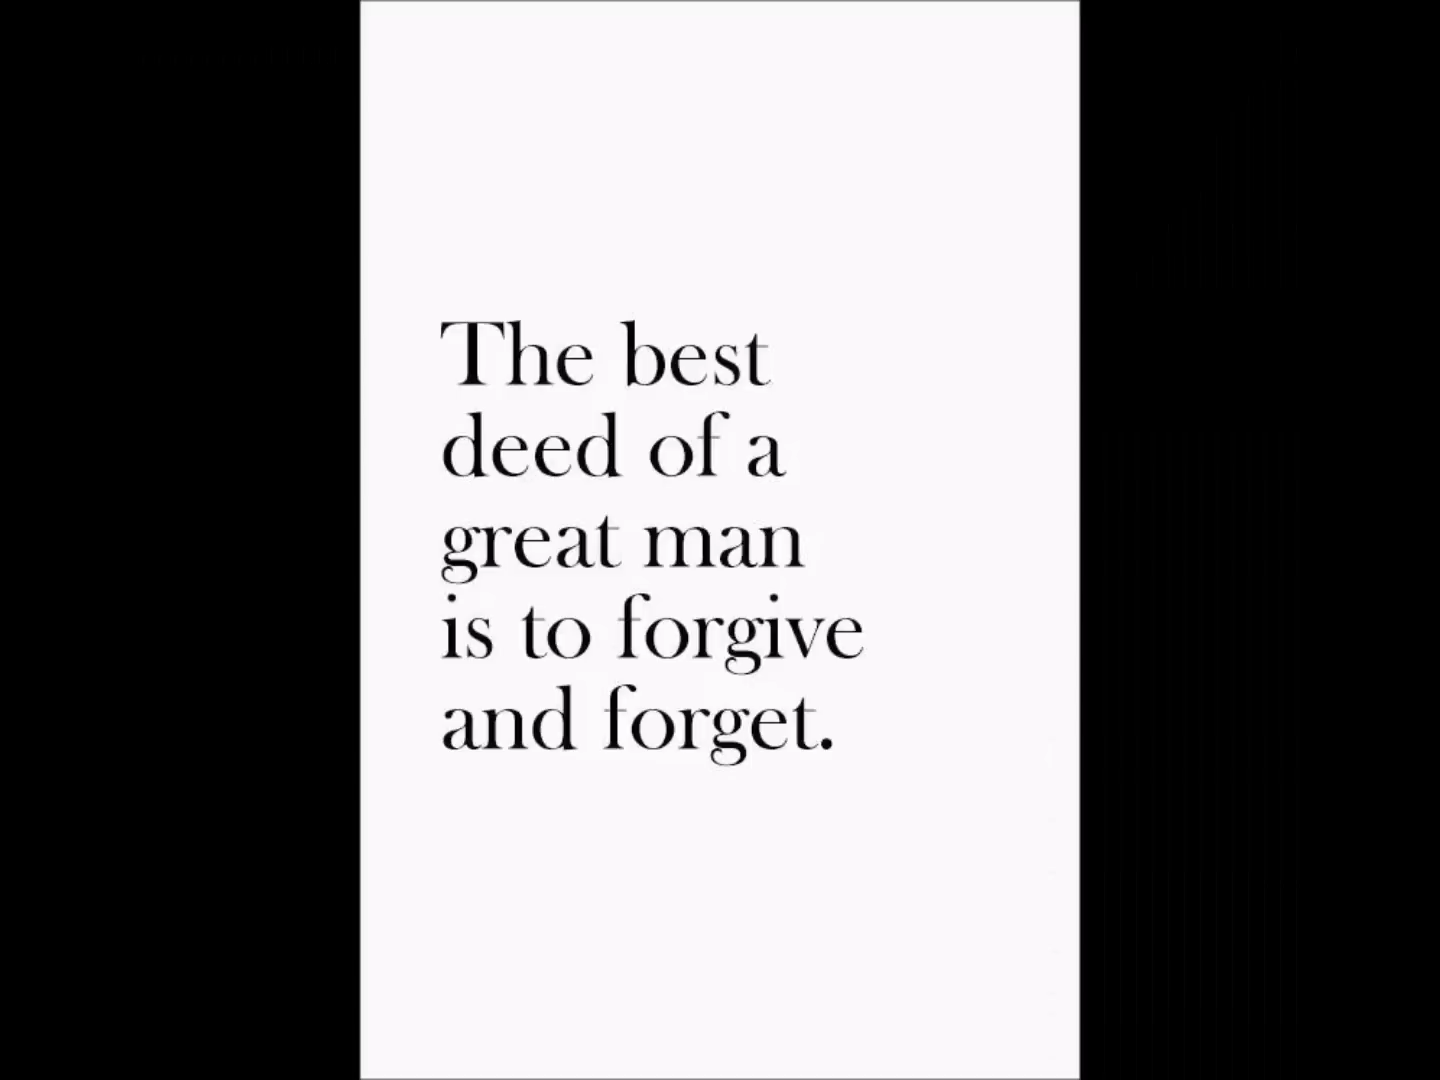 The best
deed of a
great man
is to forgive
and forget.